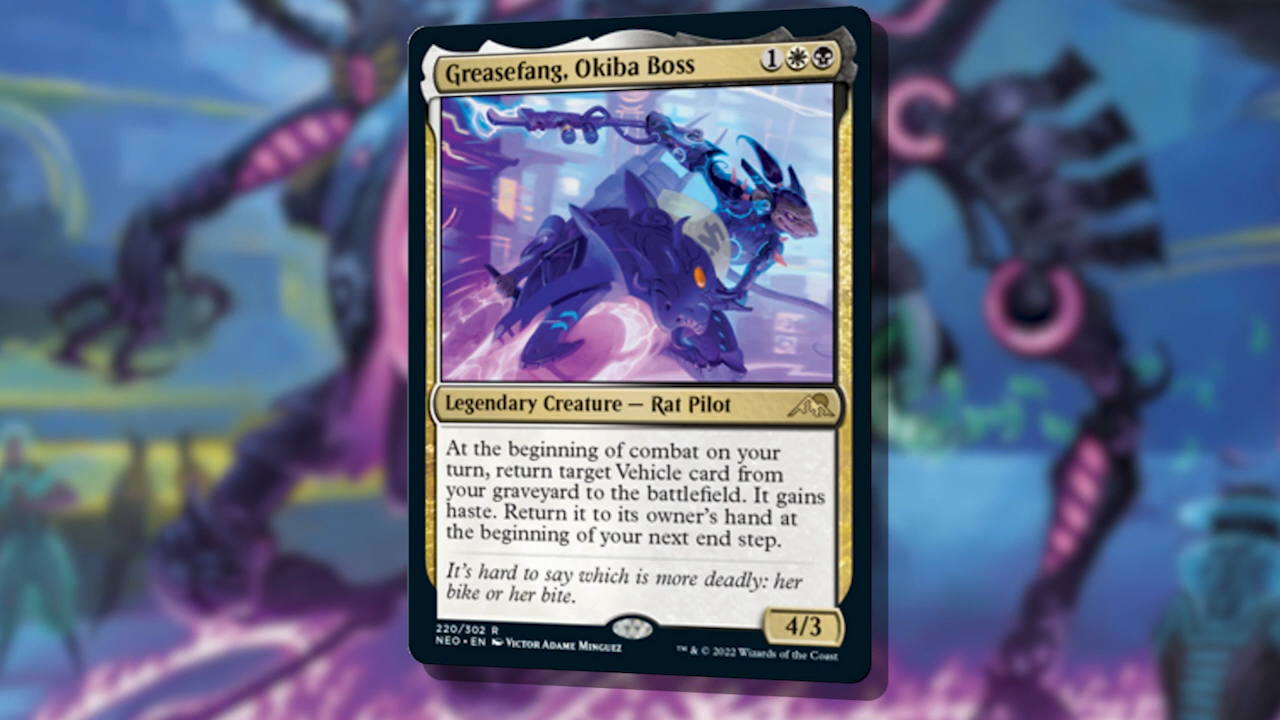 Greasefang, Okiba Boss 1
Legendary Creature — Rat Pilot
At the beginning of combat on your
turn, return target Vehicle card from
your graveyard to the battlefield. It gains
haste. Return it to its owner's hand at
the beginning of your next end step.
It's hard to say which is more deadly: her
bike or her bite.
4/3
220/302 R
NEO • EN VICTOR ADAME MINGUEZ
™ & © 2022 Wizards of the Coast